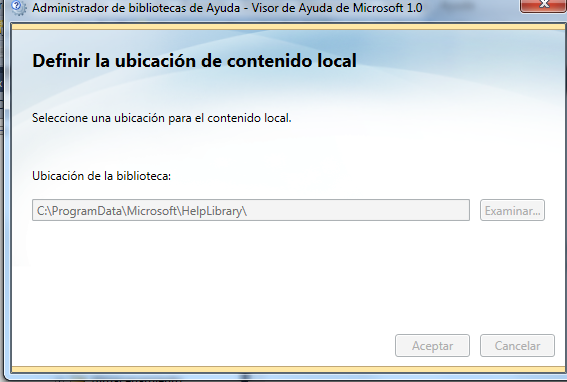 Administrador de bibliotecas de Ayuda - Visor de Ayuda de Microsoft 1.0
Definir la ubicación de contenido local
Seleccione una ubicación para el contenido local.
Ubicación de la biblioteca:
C:\ProgramData\Microsoft\HelpLibrary\
Examinar...
Aceptar
Cancelar